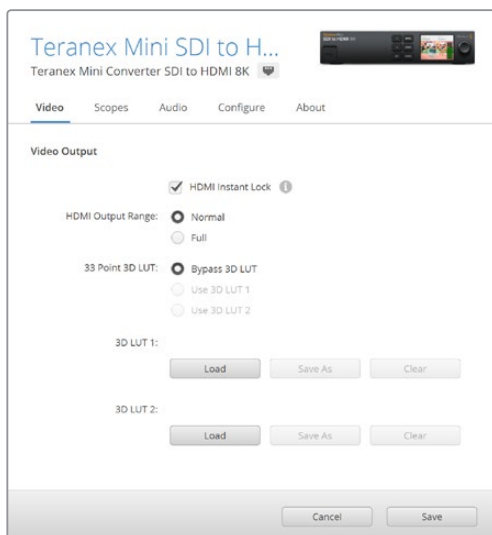 Teranex Mini SDI to H...
Teranex Mini Converter SDI to HDMI 8K
Video Scopes Audio Configure About
Video Output
HDMI Instant Lock
HDMI Output Range: Normal
Full
33 Point 3D LUT: Bypass 3D LUT
Use 3D LUT 1
Use 3D LUT 2
3D LUT 1:
Load Save As Clear
3D LUT 2:
Load Save As Clear
Cancel Save